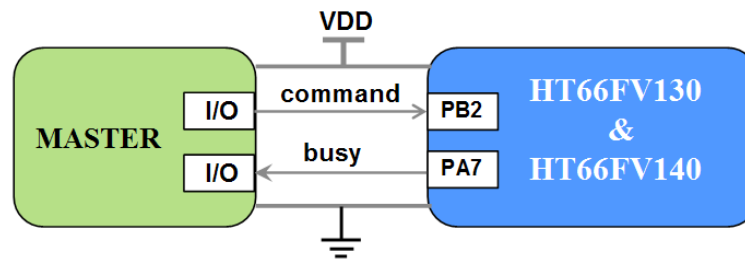 VDD
MASTER
I/O
command
PB2
I/O
busy
PA7
HT66FV130
&
HT66FV140